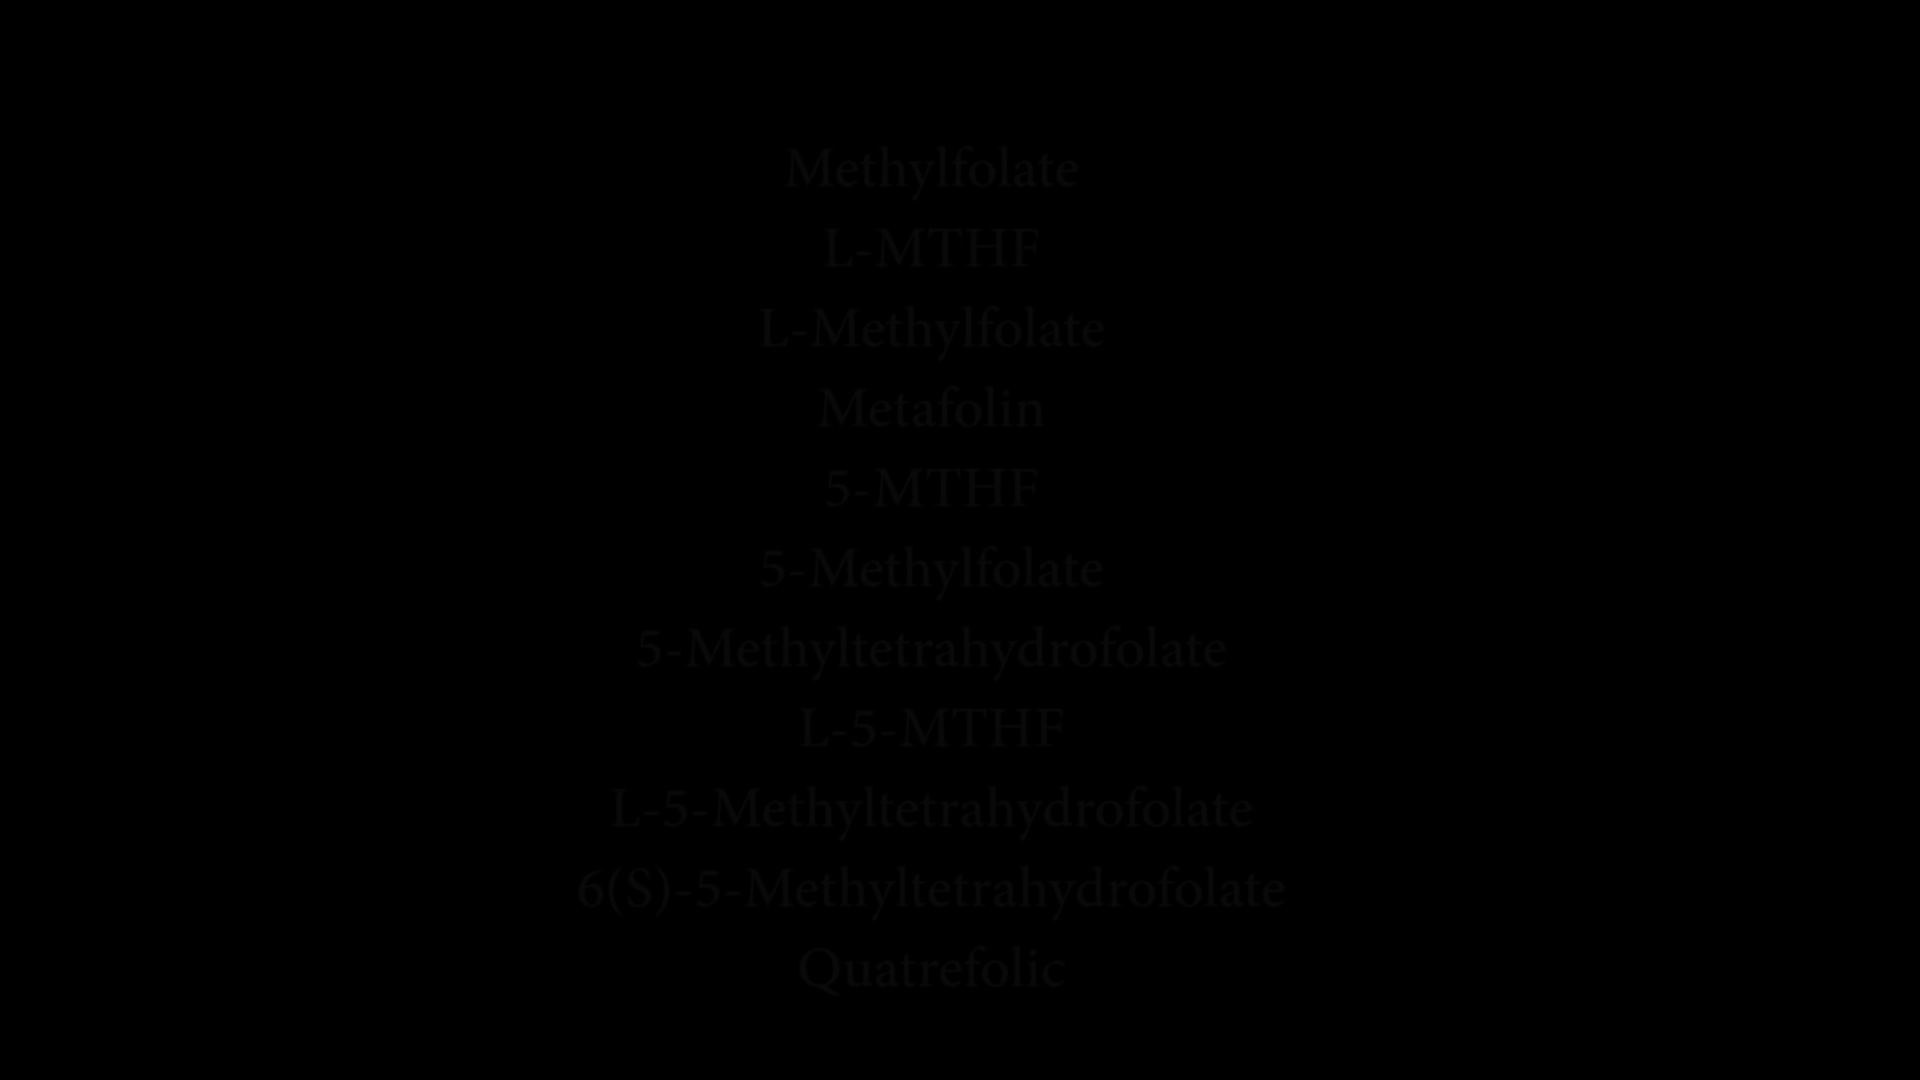 Methylfolate
L-MTHF
L-Methylfolate
Metafolin
5-MTHF
5-Methylfolate
5-Methyltetrahydrofolate
L-5-MTHF
L-5-Methyltetrahydrofolate
6(S)-5-Methyltetrahydrofolate
Quatrefolic